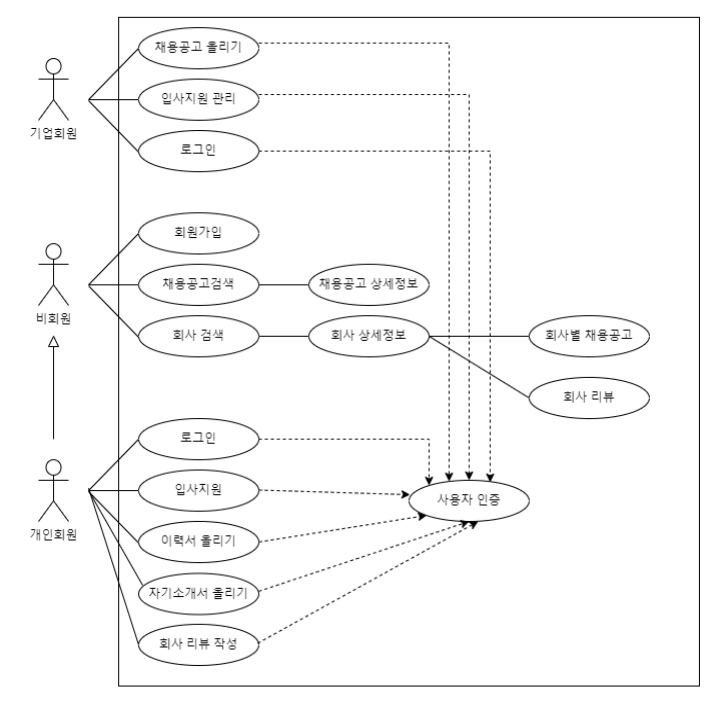 채용공고 올리기
입사지원 관리
기업회원
로그인
회원가입
채용공고검색
채용공고 상세정보
비회원
회사 검색
회사 상세정보
회사별 채용공고
회사 리뷰
로그인
입사지원
사용자 인증
개인회원
이력서 올리기
자기소개서 올리기
회사 리뷰 작성